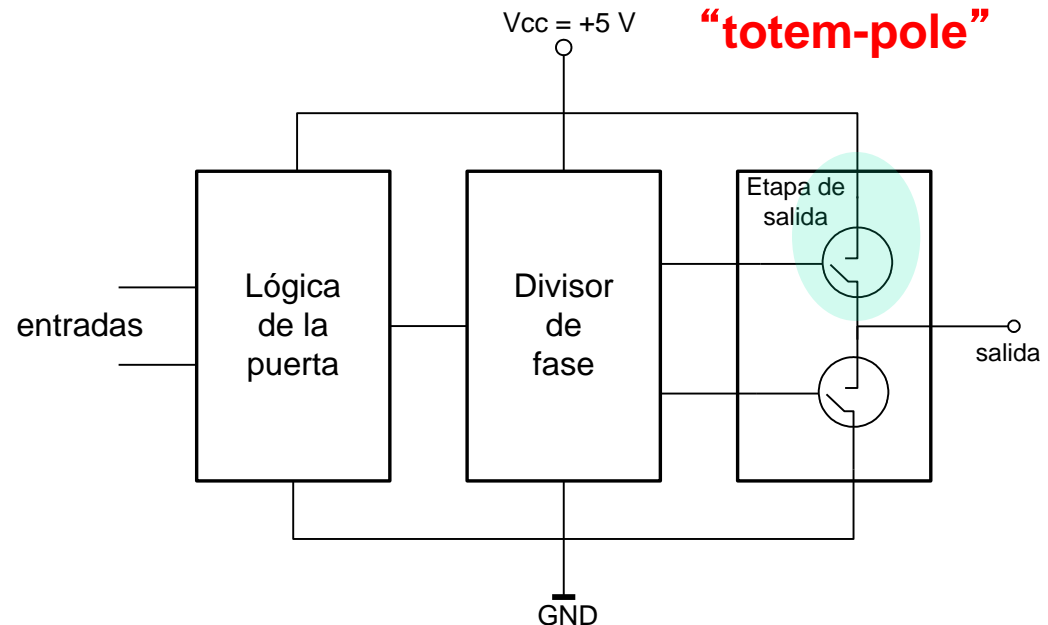 Vcc = +5 V
“totem-pole”
Etapa de
salida
Lógica
de la
puerta
Divisor
de
fase
entradas
salida
GND